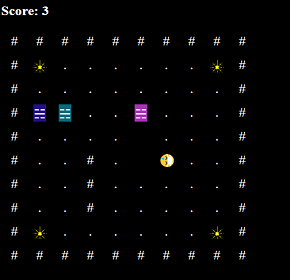 Score: 3
# # # # # # # # # #
# ☀ . . . . . . ☀ #
# . . . . . . . . #
# ☷ ☷ . . ☷ . . . #
# . . . . . . . . #
# . . # . . . . #
# . . # . . . . . #
# . . # . . . . . #
# ☀ . . . . . . ☀ #
# # # # # # # # # #